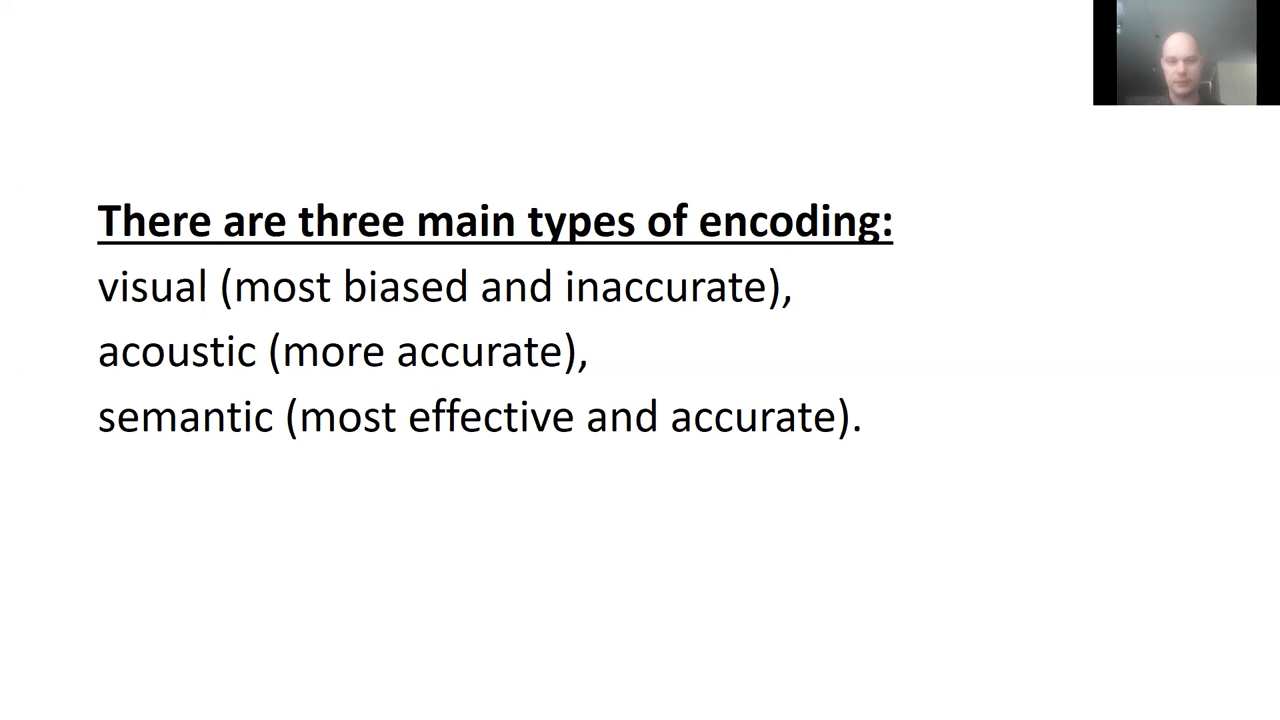 There are three main types of encoding:
visual (most biased and inaccurate),
acoustic (more accurate),
semantic (most effective and accurate).